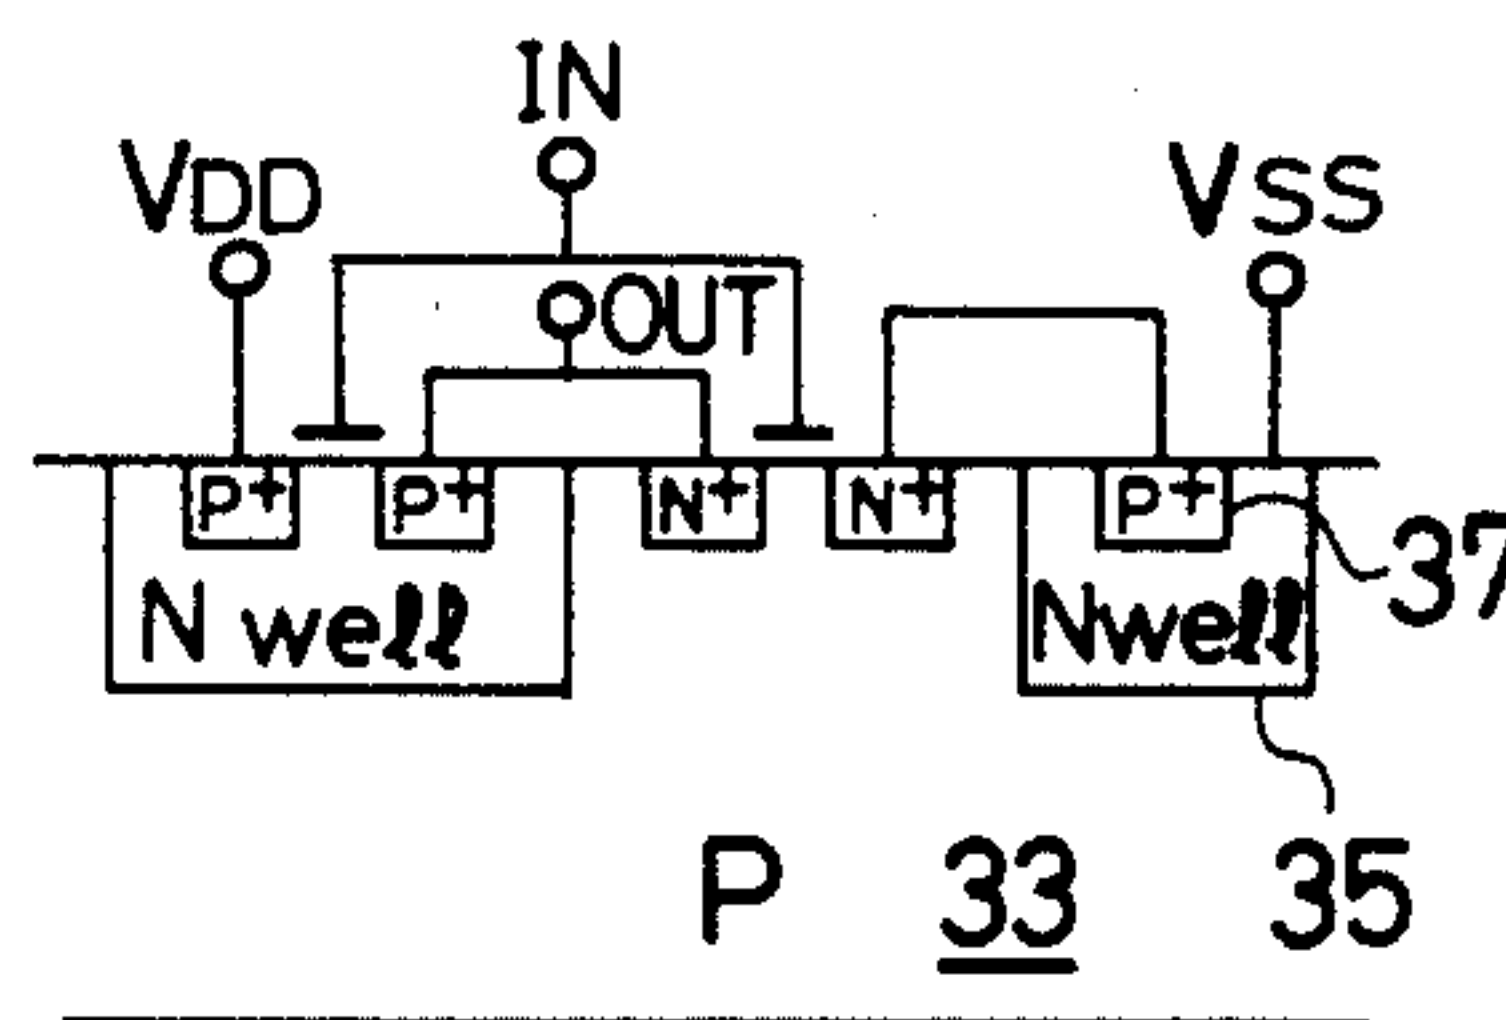 IN
VDD
VSS
OUT
P+ P+ N+ N+ P+
37
N well
Nwell
P 33 35